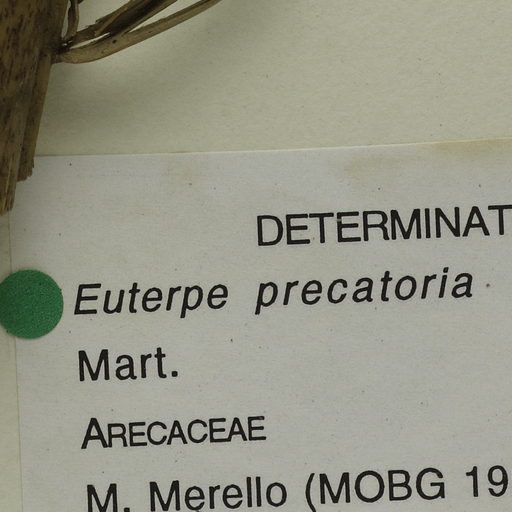 DETERMINAT
Euterpe precatoria
Mart.
ARECACEAE
M. Merello (MOBG 19